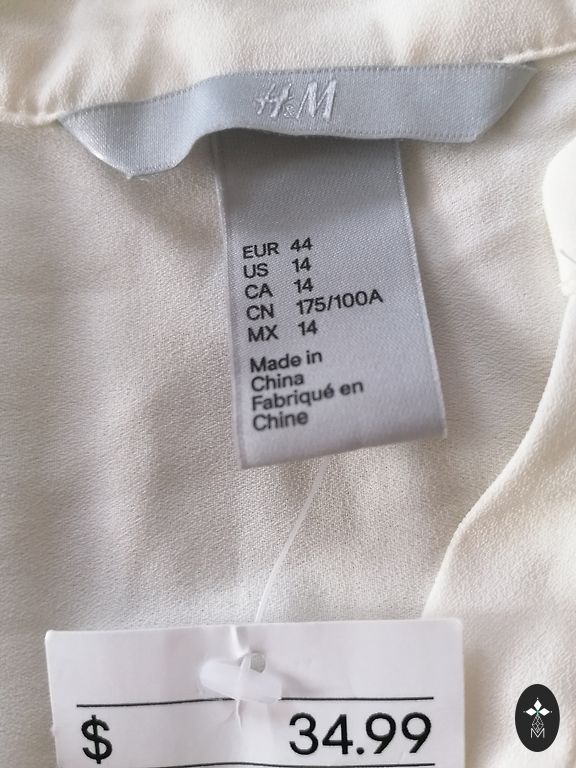 H&M
EUR 44
US 14
CA 14
CN 175/100A
MX 14
Made in
China
Fabriqué en
Chine
$ 34.99